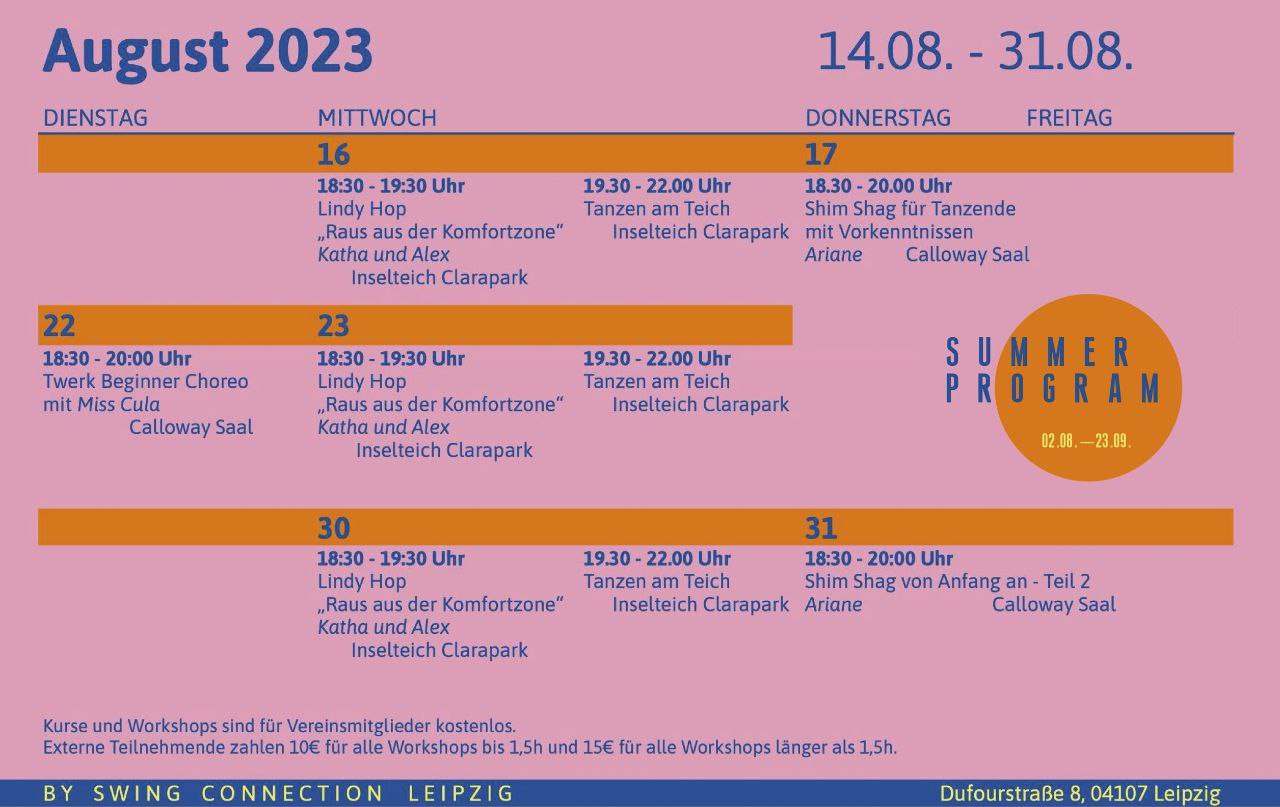 August 2023
14.08. - 31.08.
DIENSTAG
MITTWOCH
DONNERSTAG
FREITAG
16
18:30 - 19:30 Uhr
Lindy Hop
„Raus aus der Komfortzone“
Katha und Alex
Inselteich Clarapark
19.30 - 22.00 Uhr
Tanzen am Teich
Inselteich Clarapark
17
18.30 - 20.00 Uhr
Shim Shag für Tanzende
mit Vorkenntnissen
Ariane Calloway Saal
22
18:30 - 20:00 Uhr
Twerk Beginner Choreo
mit Miss Cula
Calloway Saal
23
18:30 - 19:30 Uhr
Lindy Hop
„Raus aus der Komfortzone“
Katha und Alex
Inselteich Clarapark
19.30 - 22.00 Uhr
Tanzen am Teich
Inselteich Clarapark
SUMMER
PROGRAM
02.08.—23.09.
30
18:30 - 19:30 Uhr
Lindy Hop
„Raus aus der Komfortzone“
Katha und Alex
Inselteich Clarapark
19.30 - 22.00 Uhr
Tanzen am Teich
Inselteich Clarapark
31
18:30 - 20:00 Uhr
Shim Shag von Anfang an - Teil 2
Ariane Calloway Saal
Kurse und Workshops sind für Vereinsmitglieder kostenlos.
Externe Teilnehmende zahlen 10€ für alle Workshops bis 1,5h und 15€ für alle Workshops länger als 1,5h.
BY SWING CONNECTION LEIPZIG
Dufourstraße 8, 04107 Leipzig